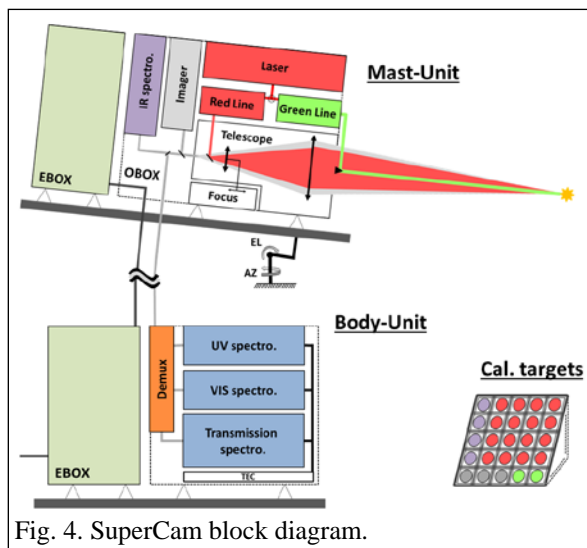 Mast-Unit
Laser
IR spectro.
Imager
Red Line
Green Line
Telescope
EBOX
OBOX
Focus
EL
AZ
Body-Unit
UV spectro.
Demux
VIS spectro.
Cal. targets
Transmission
spectro.
EBOX
TEC
Fig. 4. SuperCam block diagram.